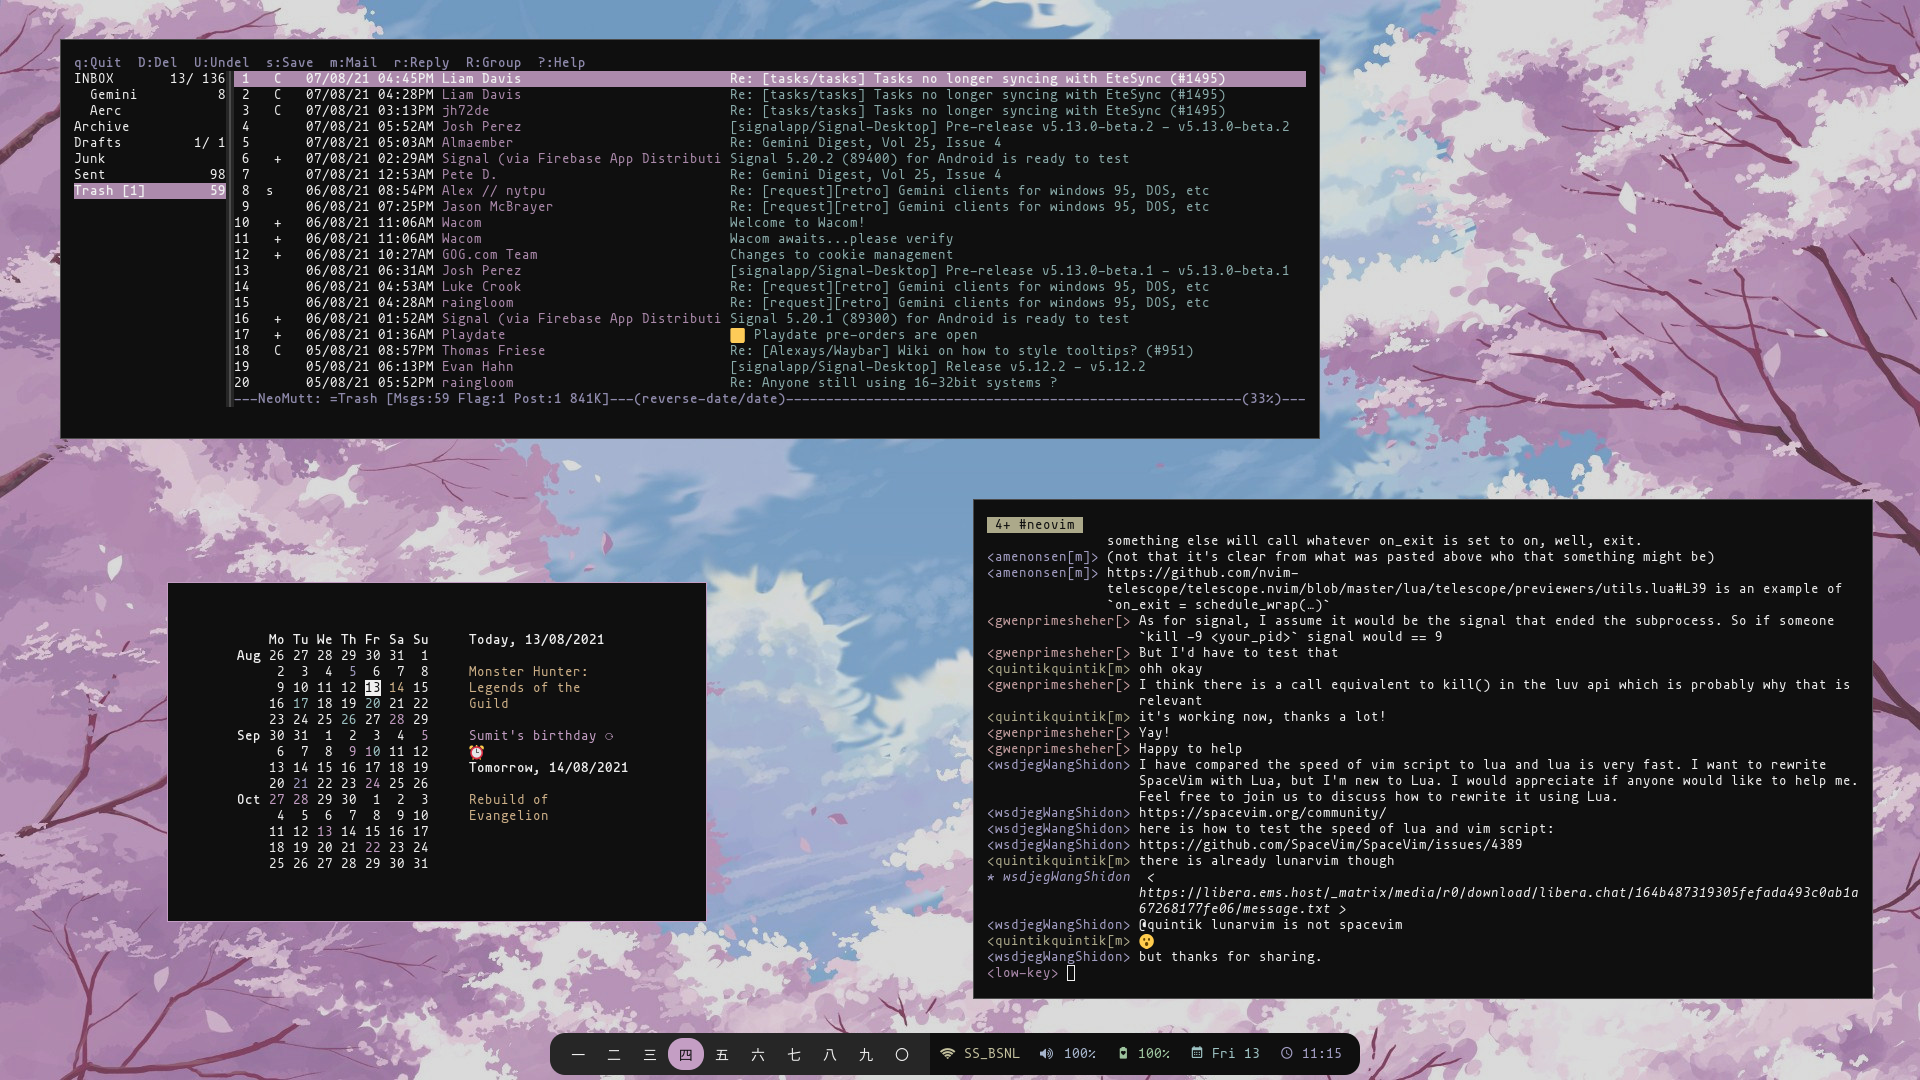 q:Quit  D:Del  U:Undel  s:Save  m:Mail  r:Reply  R:Group  ?:Help
INBOX 13/ 136
Gemini 8
Aerc
Archive
Drafts 1/ 1
Junk
Sent 98
Trash [1] 59
1 C 07/08/21 04:45PM Liam Davis Re: [tasks/tasks] Tasks no longer syncing with EteSync (#1495)
2 C 07/08/21 04:28PM Liam Davis Re: [tasks/tasks] Tasks no longer syncing with EteSync (#1495)
3 C 07/08/21 03:13PM jh72de Re: [tasks/tasks] Tasks no longer syncing with EteSync (#1495)
4 07/08/21 05:52AM Josh Perez [signalapp/Signal-Desktop] Pre-release v5.13.0-beta.2 - v5.13.0-beta.2
5 07/08/21 05:03AM Almaember Re: Gemini Digest, Vol 25, Issue 4
6 + 07/08/21 02:29AM Signal (via Firebase App Distributi Signal 5.20.2 (89400) for Android is ready to test
7 07/08/21 12:53AM Pete D. Re: Gemini Digest, Vol 25, Issue 4
8 s 06/08/21 08:54PM Alex // nytpu Re: [request][retro] Gemini clients for windows 95, DOS, etc
9 06/08/21 07:25PM Jason McBrayer Re: [request][retro] Gemini clients for windows 95, DOS, etc
10 + 06/08/21 11:06AM Wacom Welcome to Wacom!
11 + 06/08/21 11:06AM Wacom Wacom awaits...please verify
12 + 06/08/21 10:27AM GOG.com Team Changes to cookie management
13 06/08/21 06:31AM Josh Perez [signalapp/Signal-Desktop] Pre-release v5.13.0-beta.1 - v5.13.0-beta.1
14 06/08/21 04:53AM Luke Crook Re: [request][retro] Gemini clients for windows 95, DOS, etc
15 06/08/21 04:28AM raingloom Re: [request][retro] Gemini clients for windows 95, DOS, etc
16 + 06/08/21 01:52AM Signal (via Firebase App Distributi Signal 5.20.1 (89300) for Android is ready to test
17 + 06/08/21 01:36AM Playdate 🟨 Playdate pre-orders are open
18 C 05/08/21 08:57PM Thomas Friese Re: [Alexays/Waybar] Wiki on how to style tooltips? (#951)
19 05/08/21 06:13PM Evan Hahn [signalapp/Signal-Desktop] Release v5.12.2 - v5.12.2
20 05/08/21 05:52PM raingloom Re: Anyone still using 16-32bit systems ?
---NeoMutt: =Trash [Msgs:59 Flag:1 Post:1 841K]---(reverse-date/date)---------------------------------------------------------(33%)---
Mo Tu We Th Fr Sa Su
Aug 26 27 28 29 30 31 1
2 3 4 5 6 7 8
9 10 11 12 13 14 15
16 17 18 19 20 21 22
23 24 25 26 27 28 29
Sep 30 31 1 2 3 4 5
6 7 8 9 10 11 12
13 14 15 16 17 18 19
20 21 22 23 24 25 26
Oct 27 28 29 30 1 2 3
4 5 6 7 8 9 10
11 12 13 14 15 16 17
18 19 20 21 22 23 24
25 26 27 28 29 30 31
Today, 13/08/2021
Monster Hunter:
Legends of the
Guild
Sumit's birthday
⏰
Tomorrow, 14/08/2021
Rebuild of
Evangelion
4+ #neovim
something else will call whatever on_exit is set to on, well, exit.
<amenonsen[m]> (not that it's clear from what was pasted above who that something might be)
<amenonsen[m]> https://github.com/nvim-
telescope/telescope.nvim/blob/master/lua/telescope/previewers/utils.lua#L39 is an example of
`on_exit = schedule_wrap(…)`
<gwenprimesheher[> As for signal, I assume it would be the signal that ended the subprocess. So if someone
`kill -9 <your_pid>` signal would == 9
<gwenprimesheher[> But I'd have to test that
<quintikquintik[m> ohh okay
<gwenprimesheher[> I think there is a call equivalent to kill() in the luv api which is probably why that is
relevant
<quintikquintik[m> it's working now, thanks a lot!
<gwenprimesheher[> Yay!
<gwenprimesheher[> Happy to help
<wsdjegWangShidon> I have compared the speed of vim script to lua and lua is very fast. I want to rewrite
SpaceVim with Lua, but I'm new to Lua. I would appreciate if anyone would like to help me.
Feel free to join us to discuss how to rewrite it using Lua.
<wsdjegWangShidon> https://spacevim.org/community/
<wsdjegWangShidon> here is how to test the speed of lua and vim script:
<wsdjegWangShidon> https://github.com/SpaceVim/SpaceVim/issues/4389
<quintikquintik[m> there is already lunarvim though
* wsdjegWangShidon  <
https://libera.ems.host/_matrix/media/r0/download/libera.chat/164b487319305fefada493c0ab1a
67268177fe06/message.txt >
<wsdjegWangShidon> @quintik lunarvim is not spacevim
<quintikquintik[m> 😮
<wsdjegWangShidon> but thanks for sharing.
<low-key>
一 二 三 四 五 六 七 八 九 〇 SS_BSNL 100% 100% Fri 13 11:15